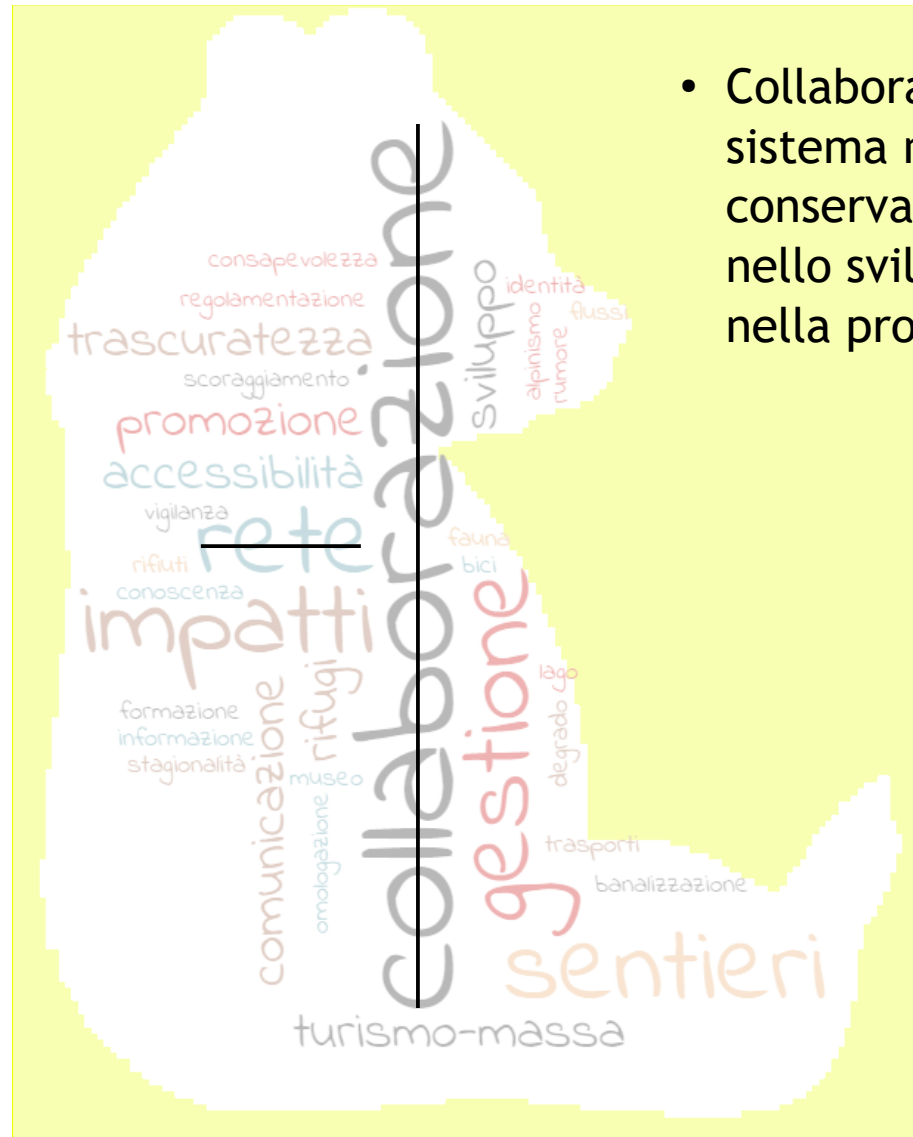 • Collabora
sistema
conserva
nello svil
nella pro
collaborazione
consapevolezza
regolamentazione
trascuratezza
scoraggiamento
promozione
accessibilità
vigilanza
rete
rifiuti
conoscenza
impatti
formazione
informazione
stagionalità
comunicazione
rifugi
museo
omologazione
sviluppo
identità
flussi
alpinismo
rumore
fauna
bici
gestione
lago
degrado
trasporti
banalizzazione
sentieri
turismo-massa